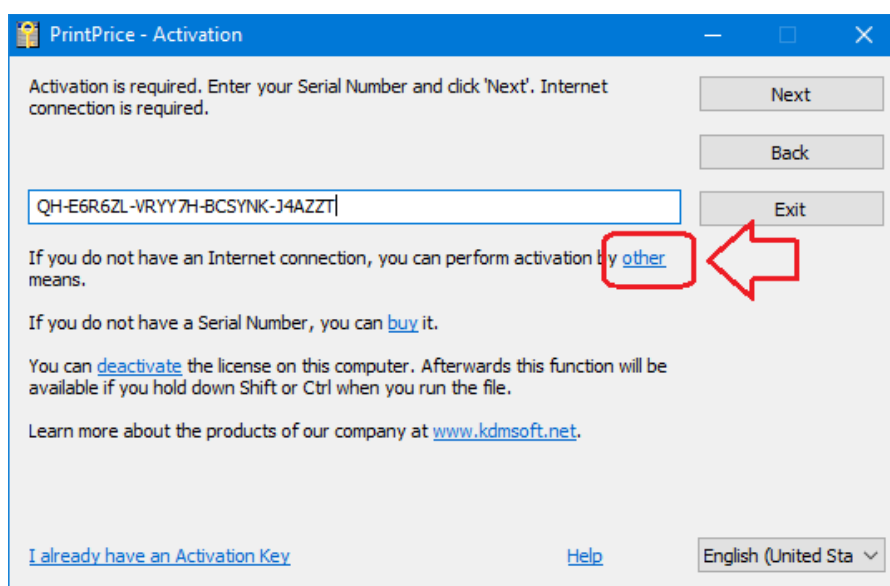 PrintPrice - Activation
Activation is required. Enter your Serial Number and click 'Next'. Internet
connection is required.
Next
Back
QH-E6R6ZL-VRYY7H-BCSYNK-J4AZZT
Exit
If you do not have an Internet connection, you can perform activation by other
means.
If you do not have a Serial Number, you can buy it.
You can deactivate the license on this computer. Afterwards this function will be
available if you hold down Shift or Ctrl when you run the file.
Learn more about the products of our company at www.kdmsoft.net.
I already have an Activation Key
Help
English (United Sta